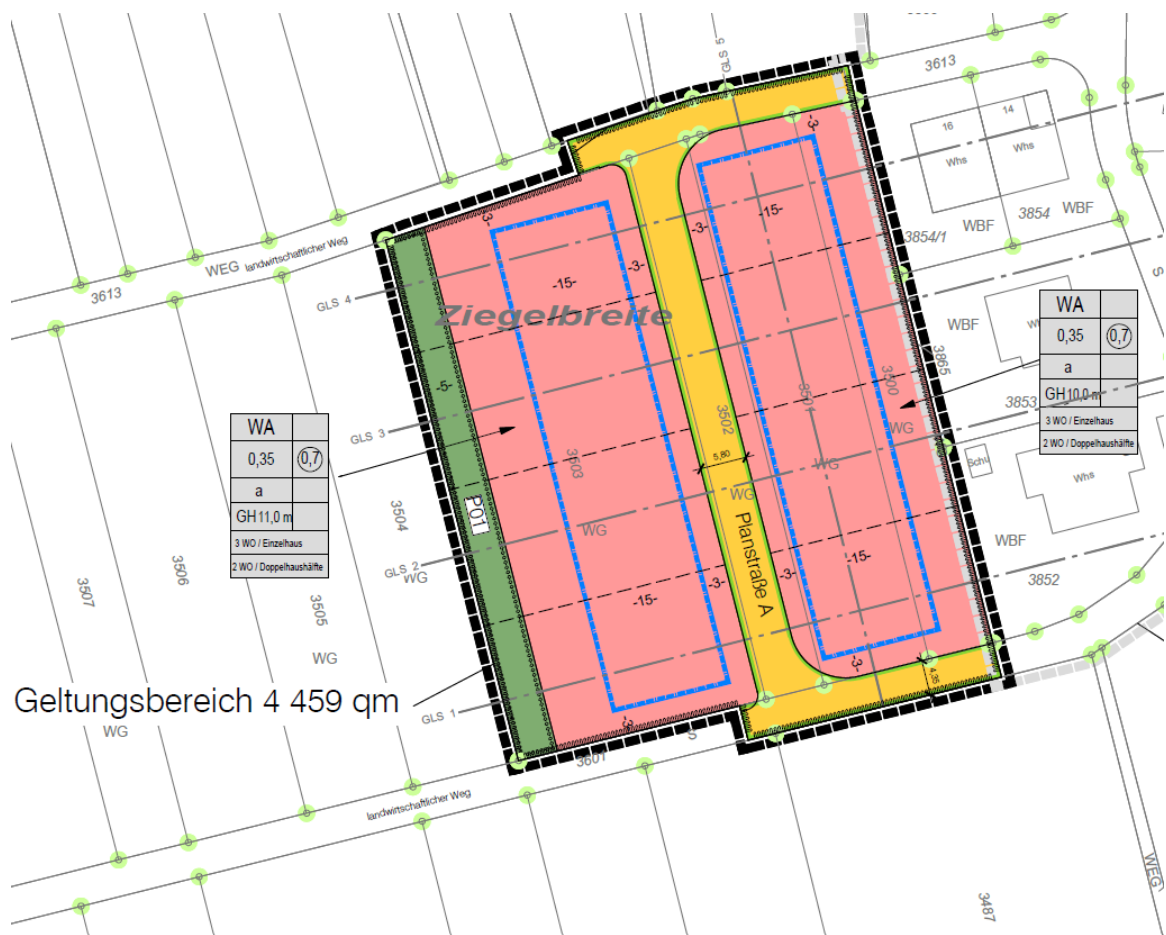 GLS 5
3613
-3-
16
14
Whs
Whs
WBF
3854
WBF
3854/1
-15-
-3-
-3-
WEG landwirtschaftlicher Weg
3613
GLS 4
-15-
-3-
Ziegelbreite
WBF
3865
WA
0,35
0,7
a
GH 10,0 m
3 WO / Einzelhaus
2 WO / Doppelhaushälfte
-5-
3500
3501
3502
3853
WG
GLS 3
WA
0,35
0,7
a
GH 11,0 m
3 WO / Einzelhaus
2 WO / Doppelhaushälfte
5,80
3503
WG
WG
Schu
Whs
3504
P01
WG
Planstraße A
WBF
GLS 2
WG
-15-
-3-
-3-
-15-
3852
3507
3506
3505
WG
-3-
4,35
Geltungsbereich 4 459 qm
WG
GLS 1
-3-
3601
landwirtschaftlicher Weg
WEG
3487